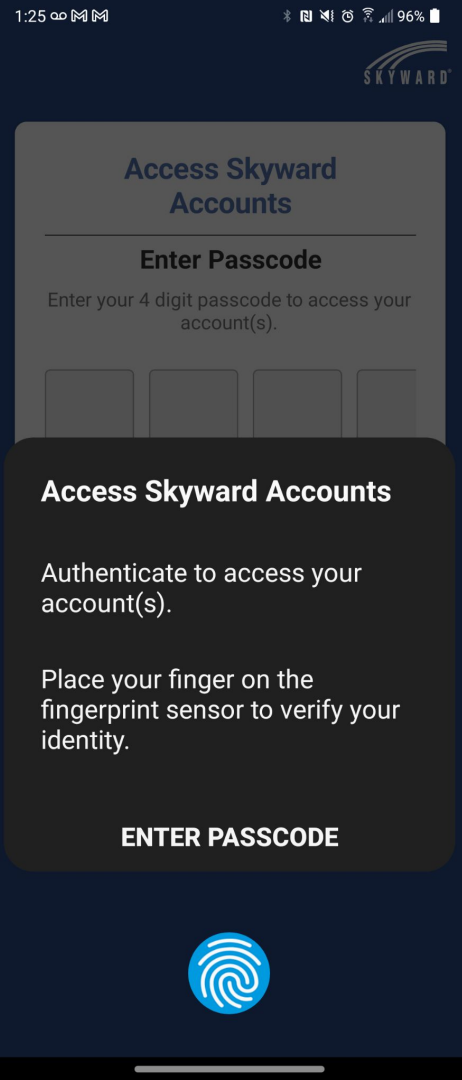 1:25 96%
SKYWARD®
Access Skyward
Accounts
Enter Passcode
Enter your 4 digit passcode to access your
account(s).
Access Skyward Accounts
Authenticate to access your
account(s).
Place your finger on the
fingerprint sensor to verify your
identity.
ENTER PASSCODE